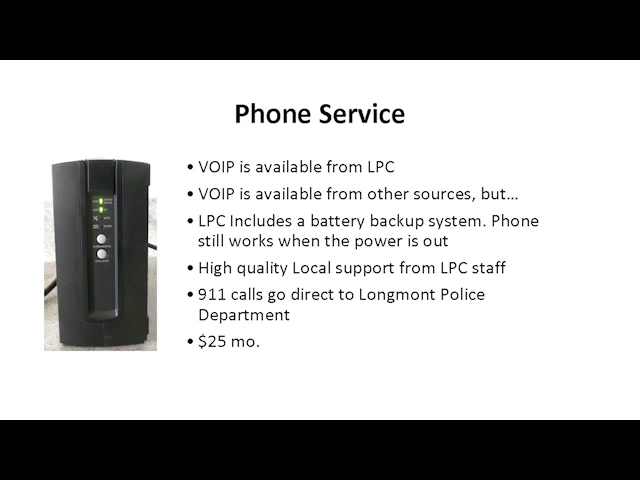 Phone Service
• VOIP is available from LPC
• VOIP is available from other sources, but…
• LPC Includes a battery backup system. Phone
still works when the power is out
• High quality Local support from LPC staff
• 911 calls go direct to Longmont Police
Department
• $25 mo.